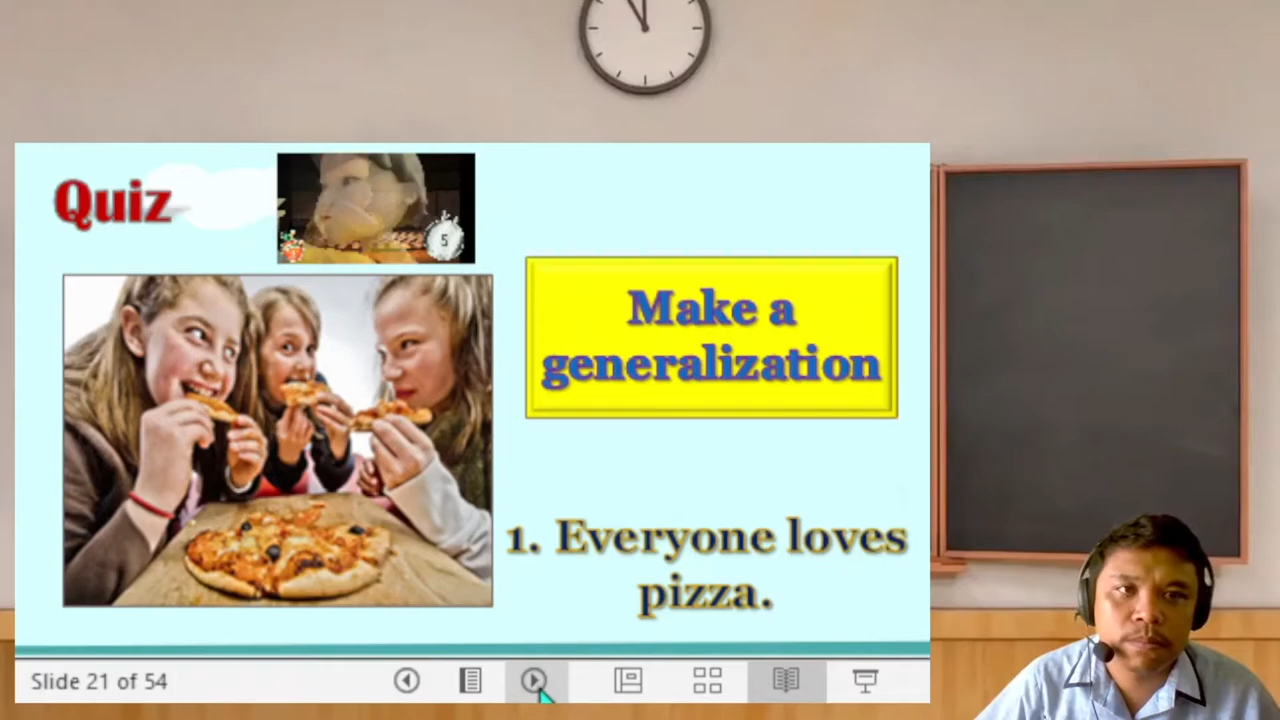 Quiz
5
Make a
generalization
1. Everyone loves
pizza.
Slide 21 of 54